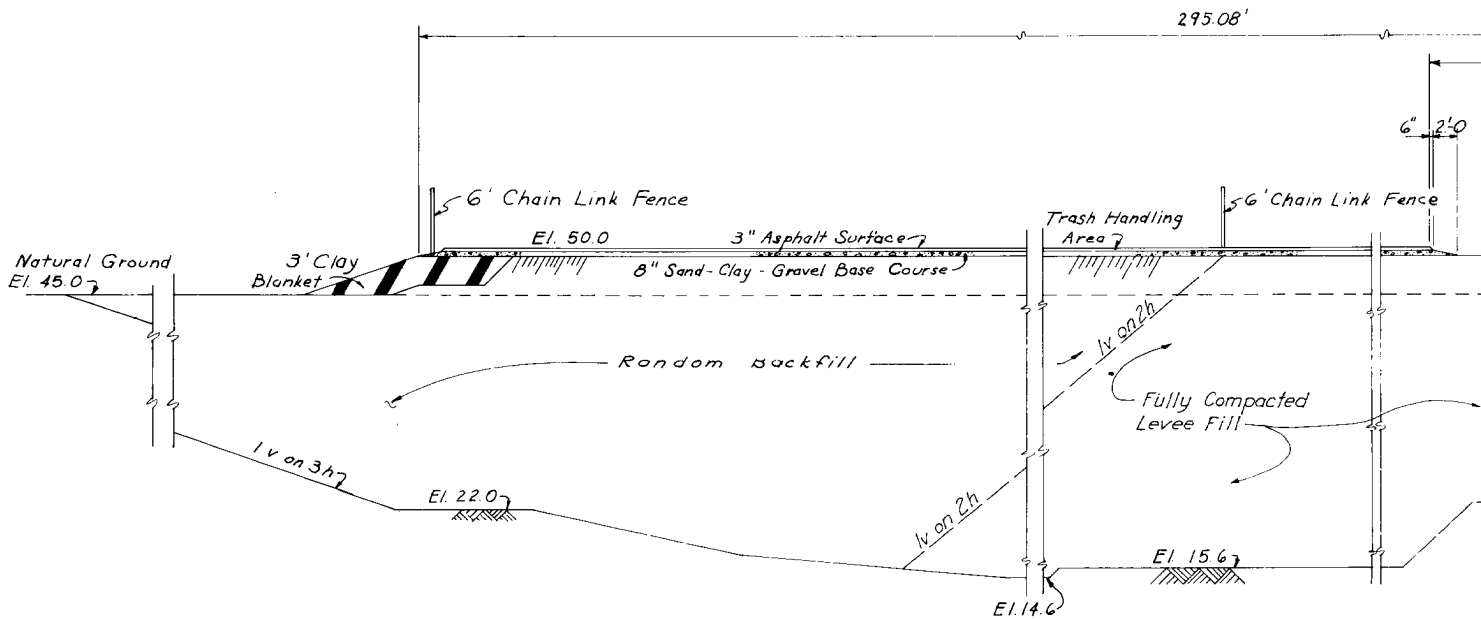 295.08'
6" 2'-0
6' Chain Link Fence
6' Chain Link Fence
Trash Handling
Area
El. 50.0
3" Asphalt Surface
8" Sand-Clay-Gravel Base Course
Natural Ground
El. 45.0
3' Clay
Blanket
1v on 2h
Random Backfill
Fully Compacted
Levee Fill
1v on 3h
El. 22.0
1v on 2h
El. 15.6
El. 14.6